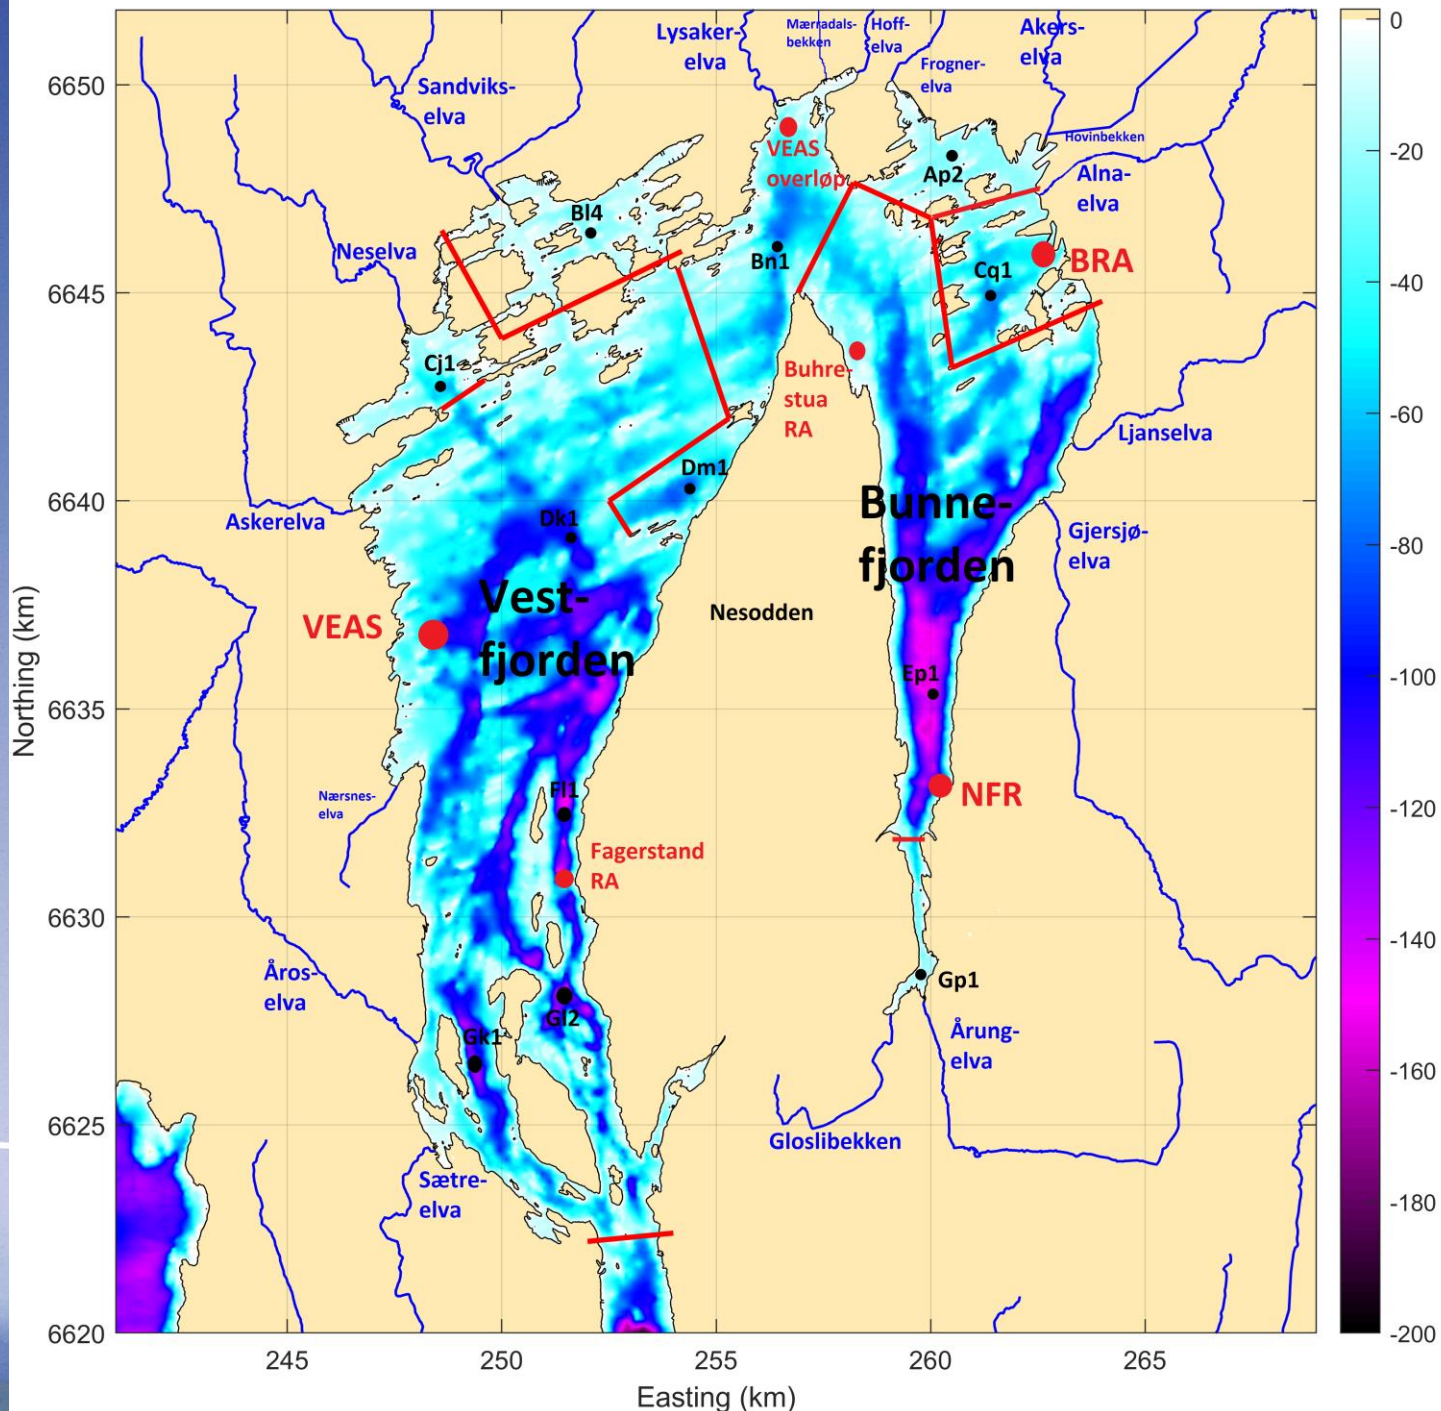 Lysaker-
elva
Mærradals-
bekken
Hoff-
elva
Akers-
elva
Frogner-
elva
Sandviks-
elva
Hovinbekken
VEAS
overløp
Ap2
Alna-
elva
Bl4
Neselva
Bn1
BRA
Cq1
Cj1
Buhre-
stua
RA
Ljanselva
Dm1
Askerelva
Dk1
Bunne-
fjorden
Gjersjø-
elva
Vest-
fjorden
Nesodden
VEAS
Ep1
Fl1
NFR
Nærsnes-
elva
Fagerstand
RA
Åros-
elva
Gp1
Gl2
Gk1
Årung-
elva
Gloslibekken
Sætre-
elva
6650
6645
6640
6635
6630
6625
6620
Northing (km)
245
250
255
260
265
Easting (km)
0
-20
-40
-60
-80
-100
-120
-140
-160
-180
-200